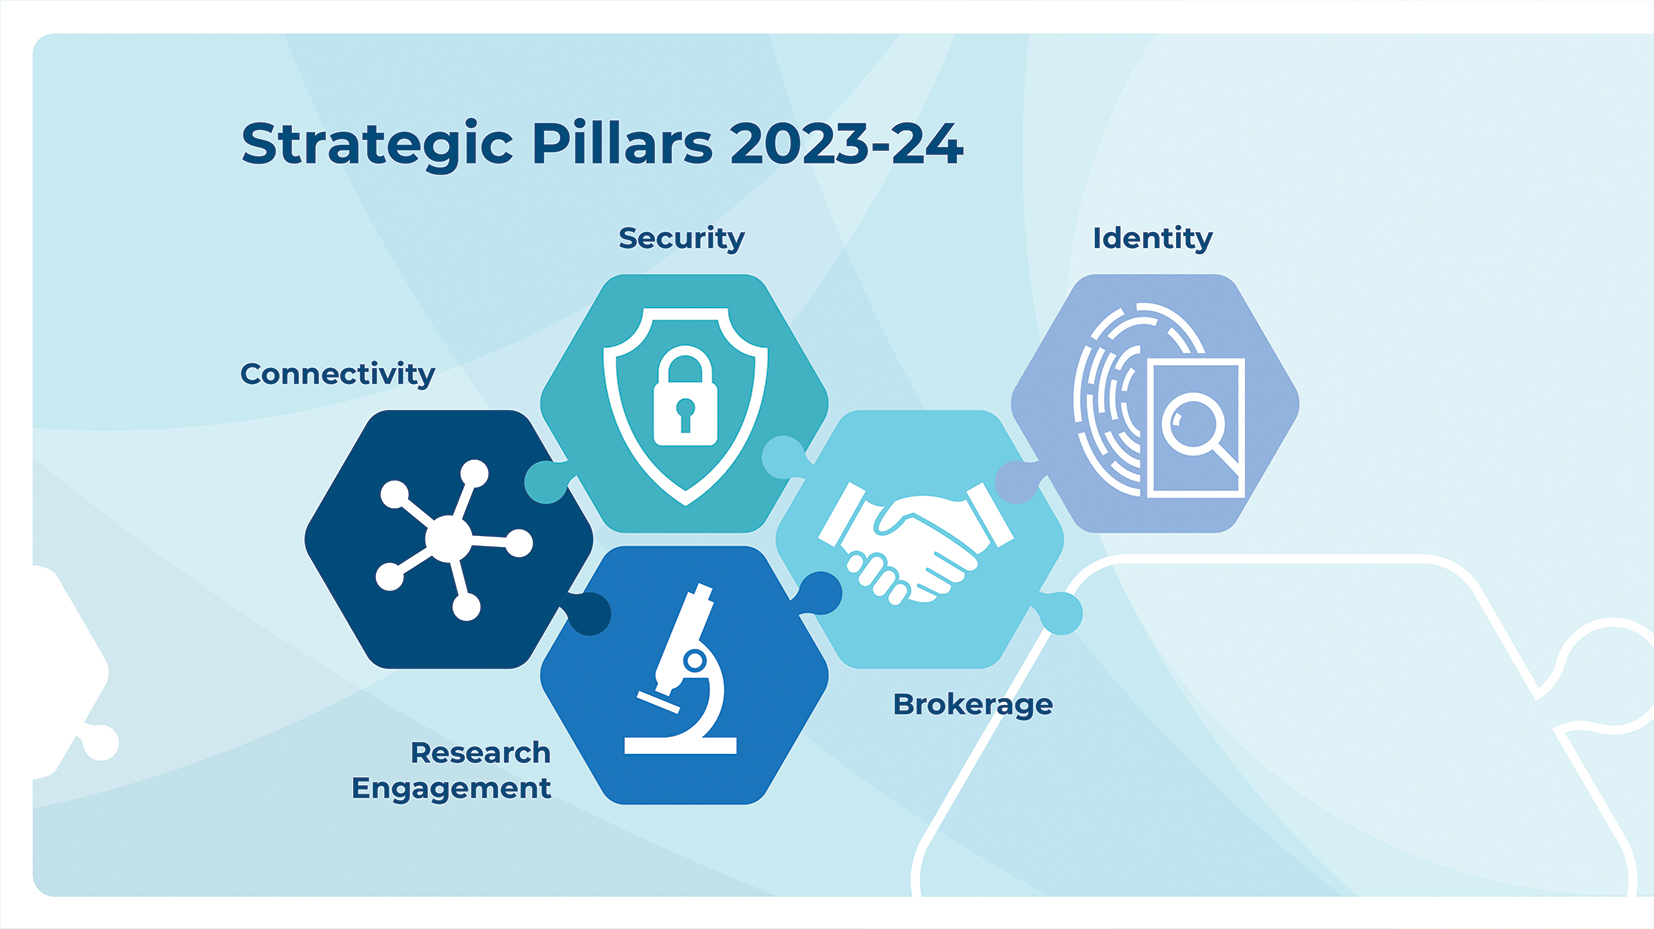 Strategic Pillars 2023-24
Security
Identity
Connectivity
Brokerage
Research
Engagement